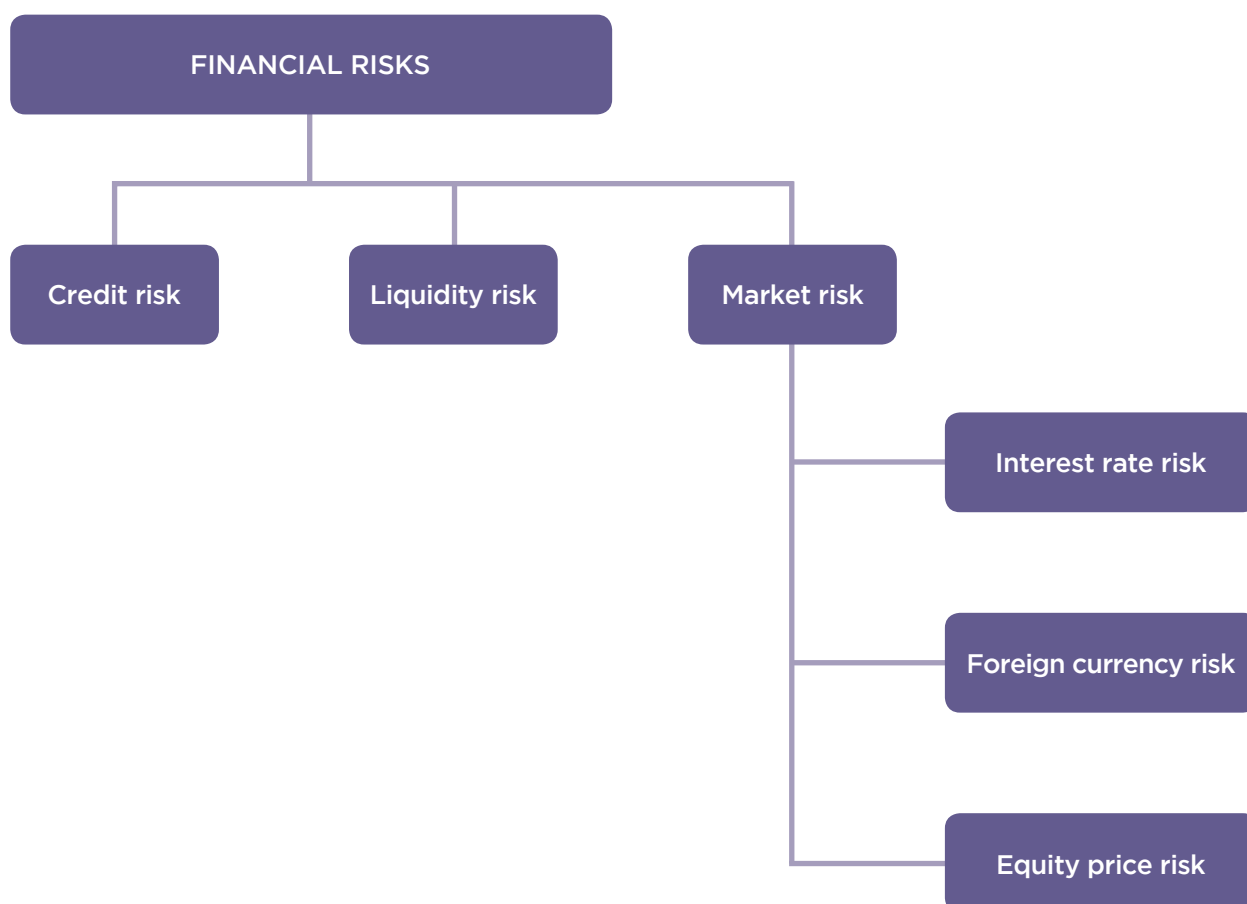 FINANCIAL RISKS
Credit risk
Liquidity risk
Market risk
Interest rate risk
Foreign currency risk
Equity price risk